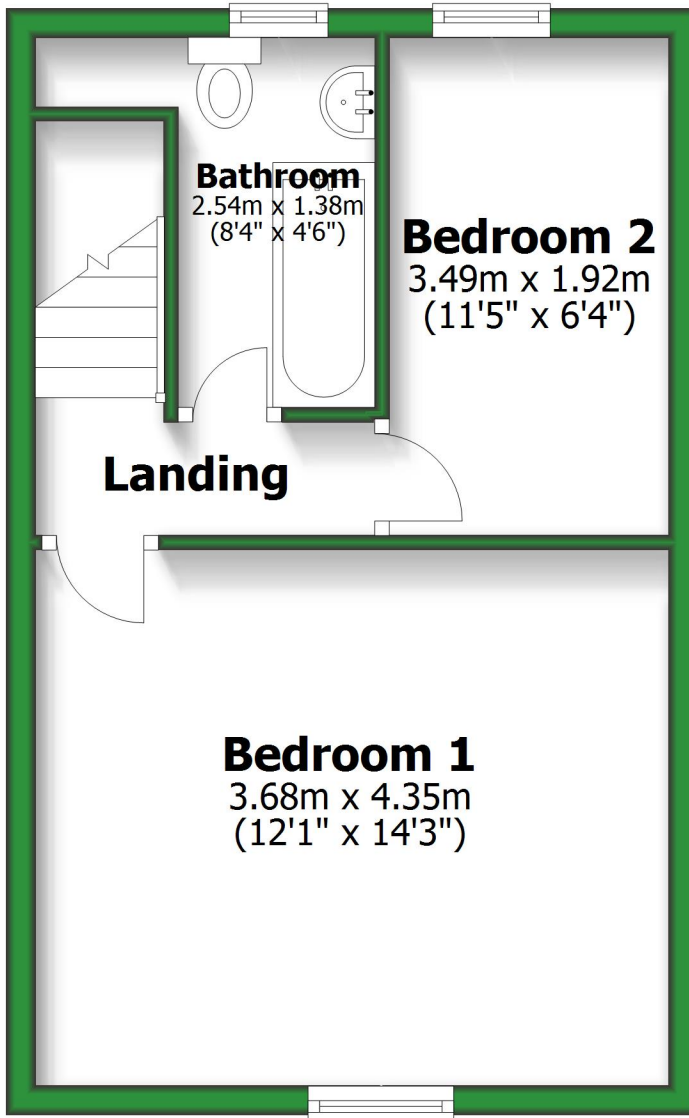 Bathroom
2.54m x 1.38m
(8'4" x 4'6")
Bedroom 2
3.49m x 1.92m
(11'5" x 6'4")
Landing
Bedroom 1
3.68m x 4.35m
(12'1" x 14'3")